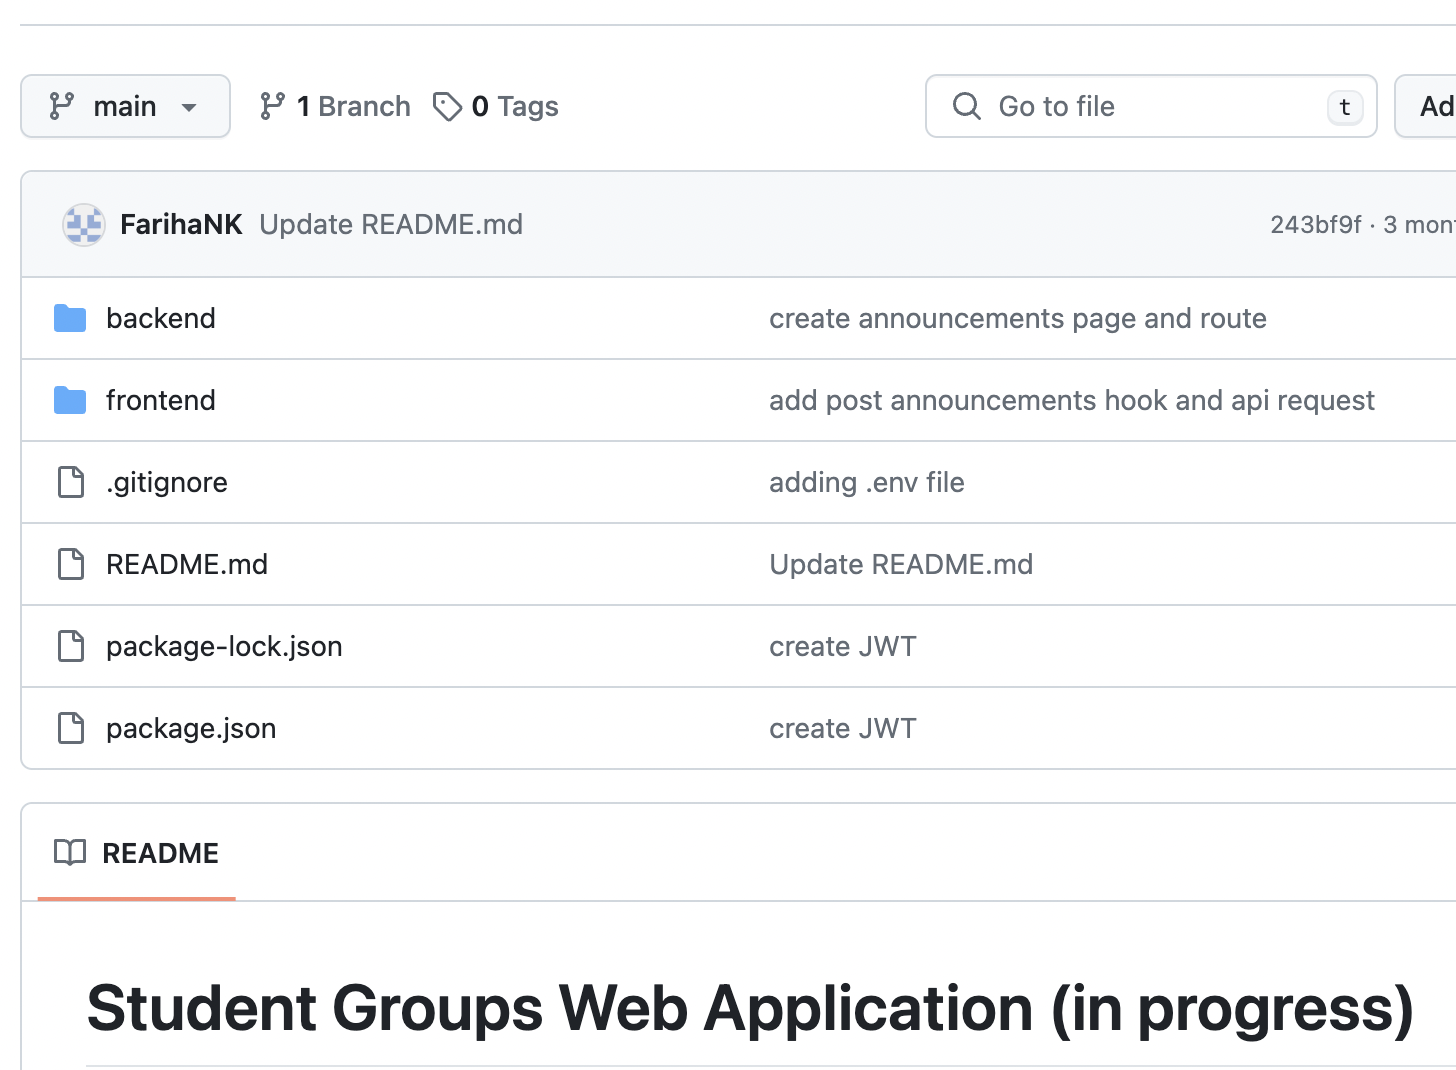 main 1 Branch 0 Tags Go to file t
FarihaNK Update README.md 243bf9f · 3
backend create announcements page and route
frontend add post announcements hook and api request
.gitignore adding .env file
README.md Update README.md
package-lock.json create JWT
package.json create JWT
README
Student Groups Web Application (in progress)